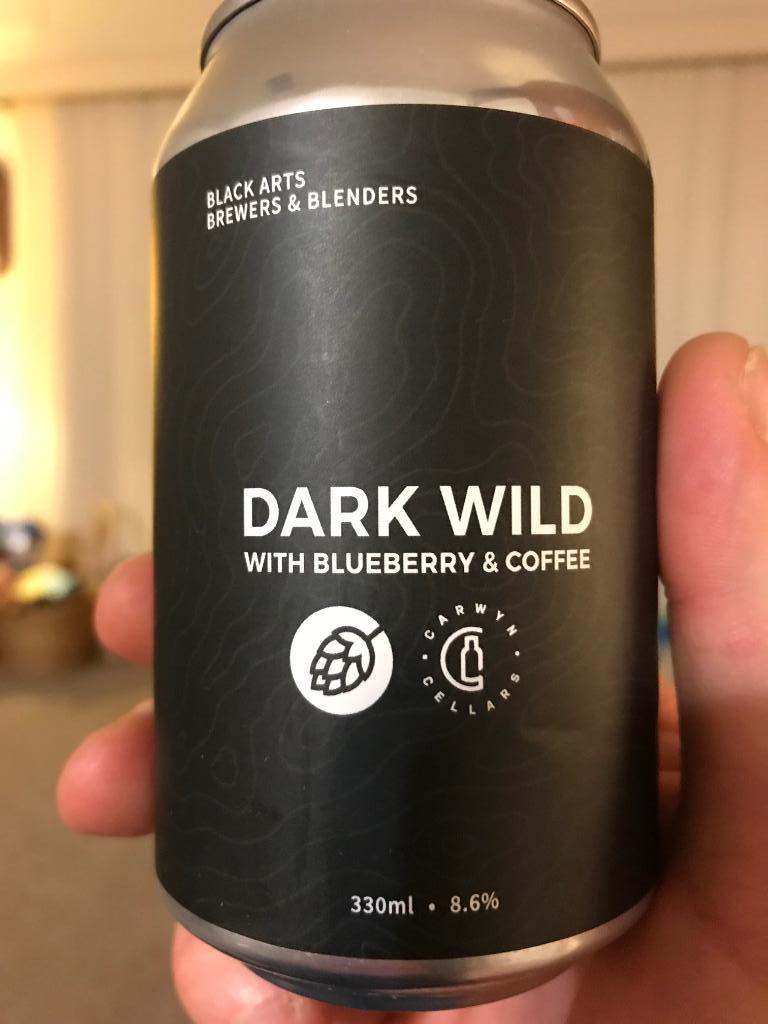 BLACK ARTS
BREWERS & BLENDERS
DARK WILD
WITH BLUEBERRY & COFFEE
CARWYN
CELLARS
330ml • 8.6%